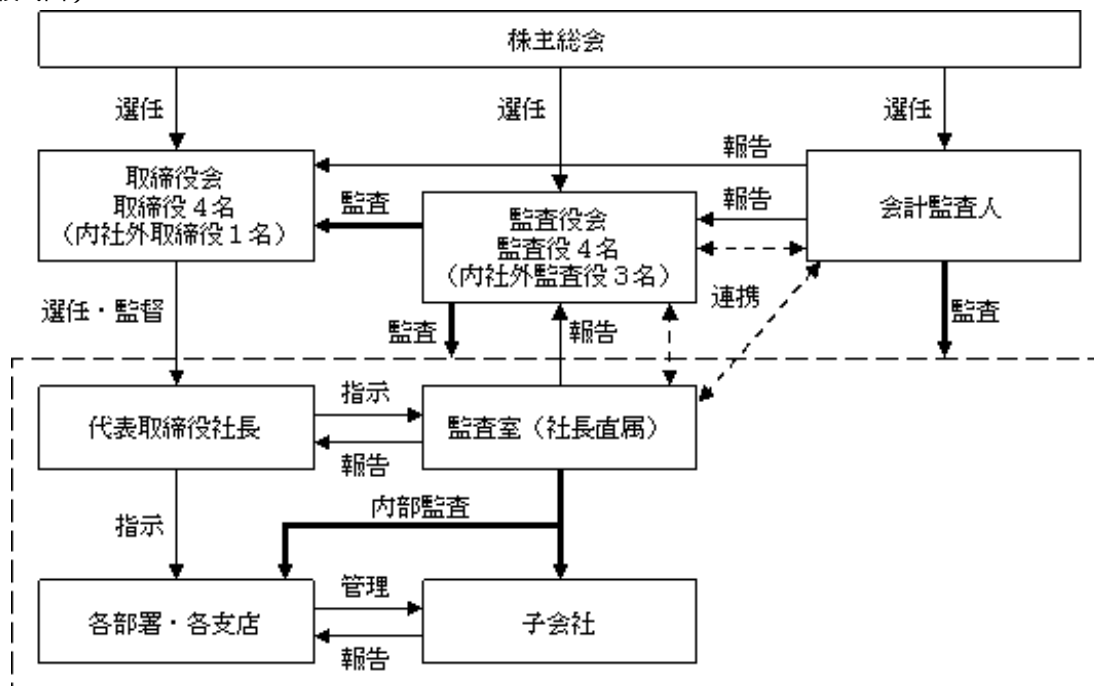 株主総会
選任
選任
選任
報告
取締役会
取締役4名
(内社外取締役1名)
監査
監査役会
監査役4名
(内社外監査役3名)
報告
会計監査人
選任・監督
監査
報告
連携
監査
代表取締役社長
指示
報告
監査室(社長直属)
内部監査
指示
各部署・各支店
管理
報告
子会社